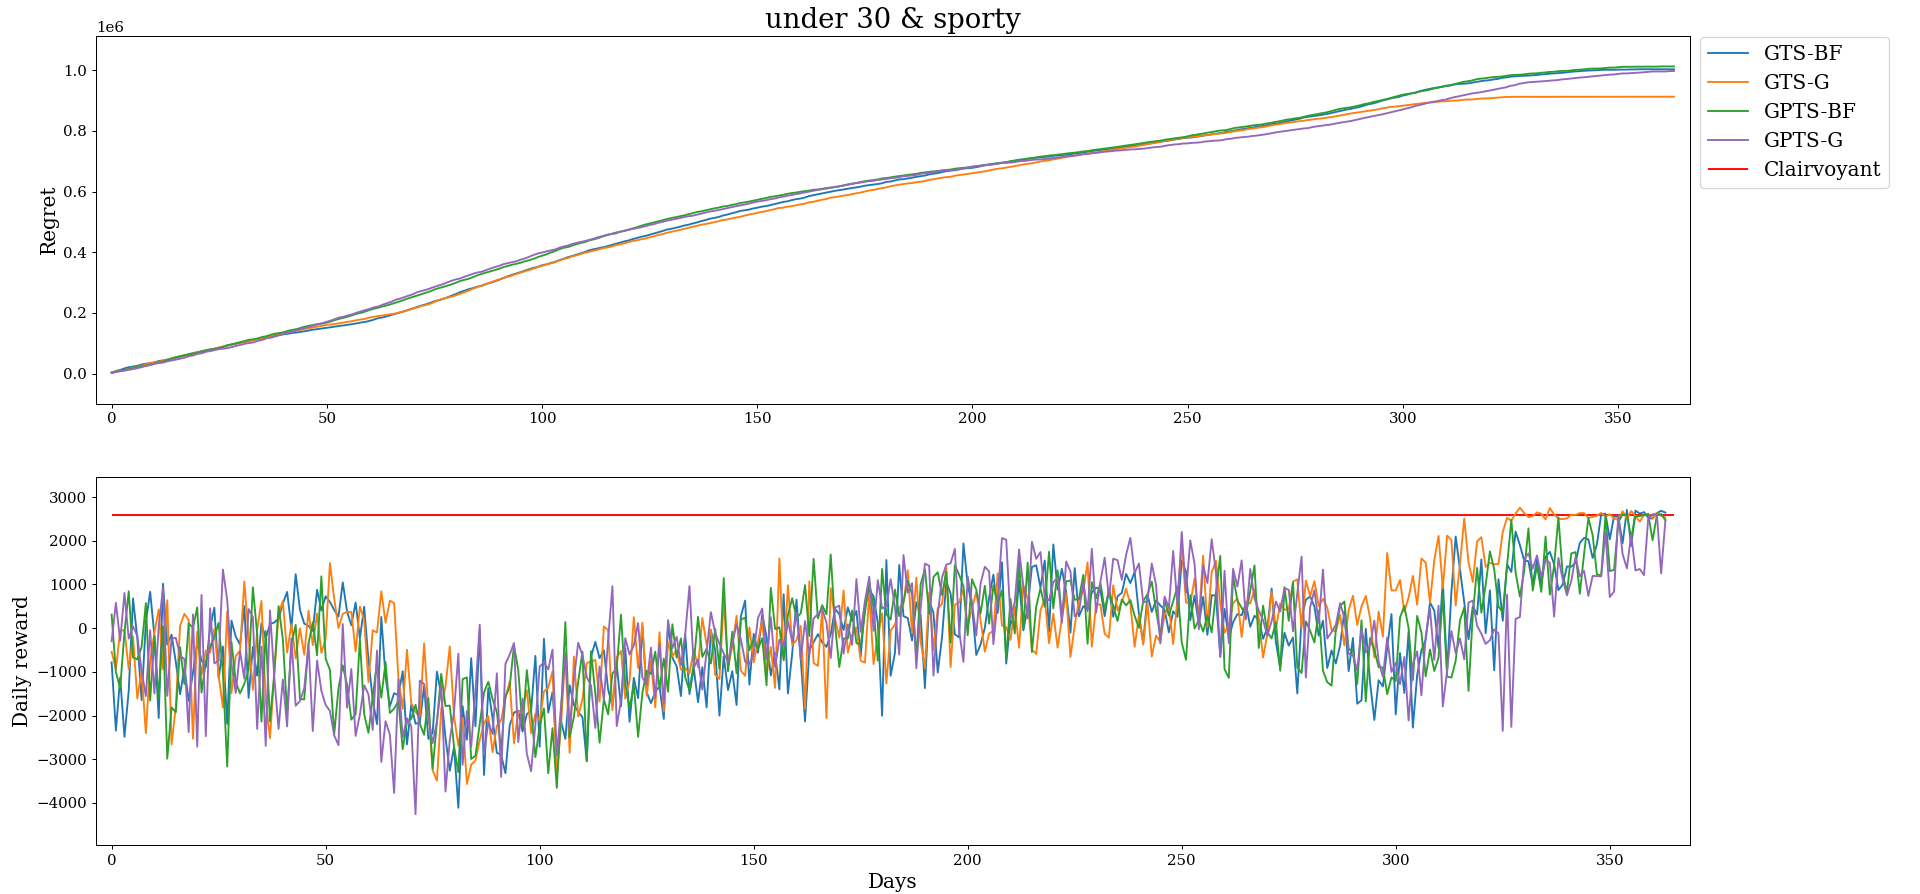 under 30 & sporty
1e6
1.0
0.8
0.6
0.4
0.2
0.0
Regret
0 50 100 150 200 250 300 350
GTS-BF
GTS-G
GPTS-BF
GPTS-G
Clairvoyant
3000
2000
1000
0
−1000
−2000
−3000
−4000
Daily reward
0 50 100 150 200 250 300 350
Days